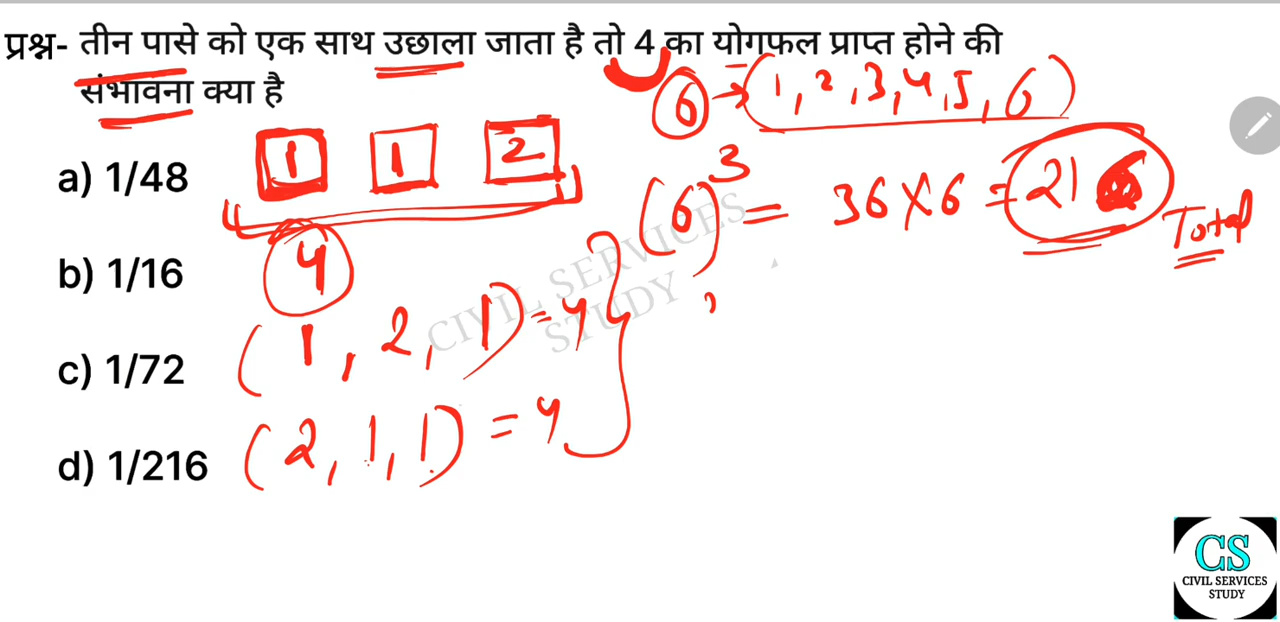 प्रश्न- तीन पासे को एक साथ उछाला जाता है तो 4 का योगफल प्राप्त होने की
संभावना क्या है
6 → (1, 2, 3, 4, 5, 6)
a) 1/48
1 1 2
(6)³ = 36 × 6 = 216
Total
b) 1/16
4
CIVIL SERVICES
STUDY
c) 1/72
(1, 2, 1) = 4
d) 1/216
(2, 1, 1) = 4
CS
CIVIL SERVICES
STUDY